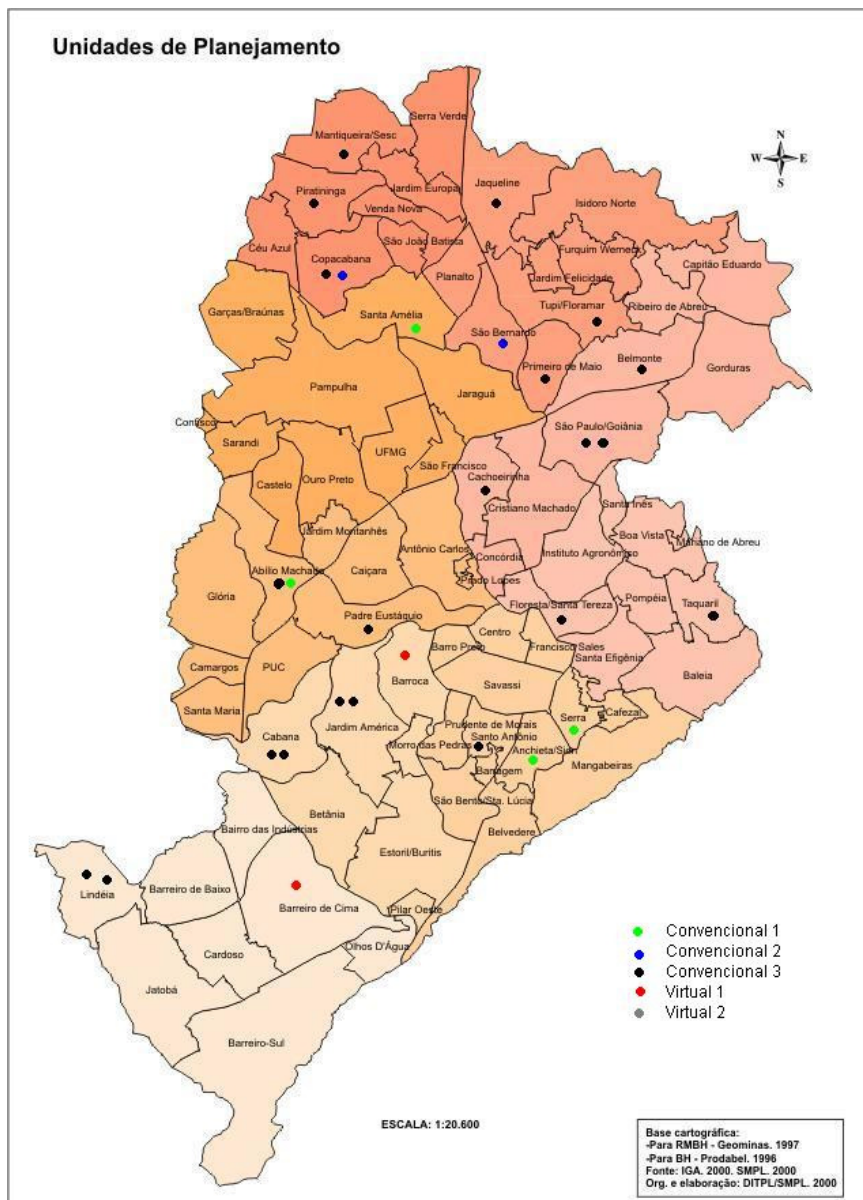 Unidades de Planejamento
Serra Verde
Mantiqueira/Sesc
N
W E
S
Jardim Europa
Jaqueline
Piratininga
Isidoro Norte
Venda Nova
Céu Azul
São João Batista
Furquim Werneck
Copacabana
Capitão Eduardo
Planalto
Jardim Felicidade
Garças/Braúnas
Santa Amélia
Tupi/Floramar
Ribeiro de Abreu
São Bernardo
Belmonte
Primeiro de Maio
Gorduras
Pampulha
Jaraguá
Confisco
São Paulo/Goiânia
Sarandi
UFMG
São Francisco
Castelo
Ouro Preto
Cachoeirinha
Santa Inês
Cristiano Machado
Jardim Montanhês
Boa Vista
Mariano de Abreu
Antônio Carlos
Instituto Agronômico
Concórdia
Abílio Machado
Caiçara
Prado Lopes
Glória
Floresta/Santa Tereza
Pompéia
Taquaril
Padre Eustáquio
Centro
Barro Preto
Francisco Sales
Santa Efigênia
Camargos
PUC
Barroca
Savassi
Baleia
Santa Maria
Jardim América
Serra
Cafezal
Prudente de Morais
Cabana
Santo Antônio
Morro das Pedras
Anchieta/Sion
Mangabeiras
Barragem
São Bento/Sta. Lúcia
Betânia
Bairro das Indústrias
Belvedere
Estoril/Buritis
Lindéia
Barreiro de Baixo
Barreiro de Cima
Pilar Oeste
Olhos D'Água
Cardoso
Jatobá
Barreiro-Sul
Convencional 1
Convencional 2
Convencional 3
Virtual 1
Virtual 2
ESCALA: 1:20.600
Base cartográfica:
-Para RMBH - Geominas. 1997
-Para BH - Prodabel. 1996
Fonte: IGA. 2000. SMPL. 2000
Org. e elaboração: DITPL/SMPL. 2000